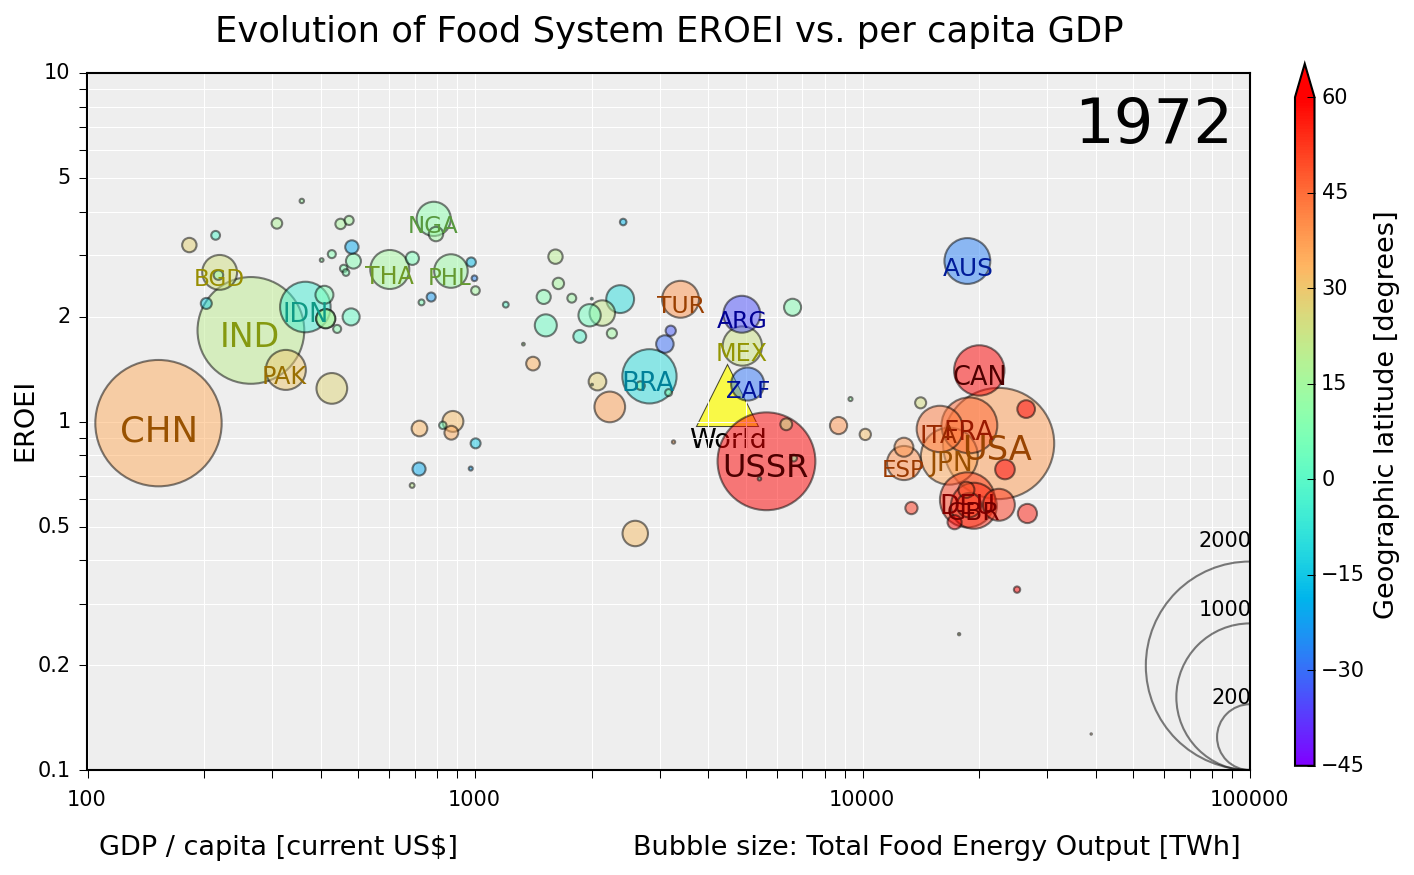 Evolution of Food System EROEI vs. per capita GDP
1972
10
5
2
1
0.5
0.2
0.1
EROEI
NGA
BGD
THA
PHL
IND
IDN
PAK
CHN
TUR
ARG
MEX
BRA
ZAF
World
USSR
AUS
CAN
ITA
FRA
USA
JPN
ESP
DEU
GBR
2000
1000
200
100
1000
10000
100000
GDP / capita [current US$]
Bubble size: Total Food Energy Output [TWh]
60
45
30
15
0
−15
−30
−45
Geographic latitude [degrees]